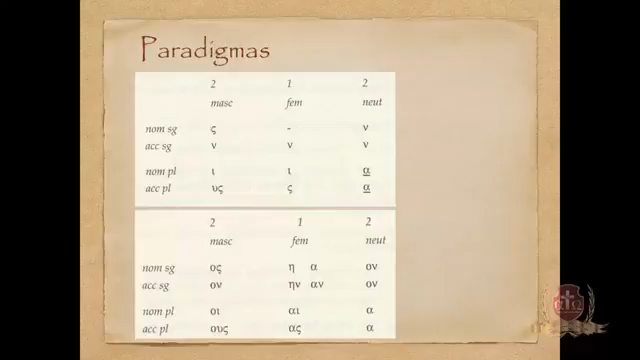 Paradigmas
2 1 2
masc fem neut
nom sg ς - ν
acc sg ν ν ν
nom pl ι ι α
acc pl υς ς α
2 1 2
masc fem neut
nom sg ος η α ον
acc sg ον ην αν ον
nom pl οι αι α
acc pl ους ας α
Α Ω